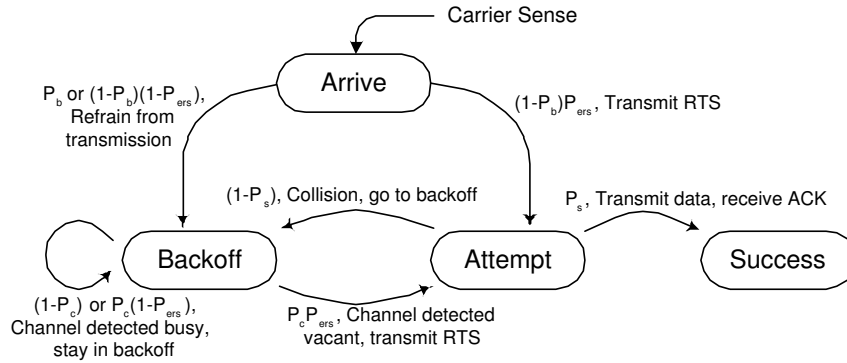 Carrier Sense
Arrive
P_b or (1-P_b)(1-P_ers),
Refrain from
transmission
(1-P_b)P_ers, Transmit RTS
(1-P_s), Collision, go to backoff
P_s, Transmit data, receive ACK
Backoff
Attempt
Success
(1-P_c) or P_c(1-P_ers),
Channel detected busy,
stay in backoff
P_cP_ers, Channel detected
vacant, transmit RTS